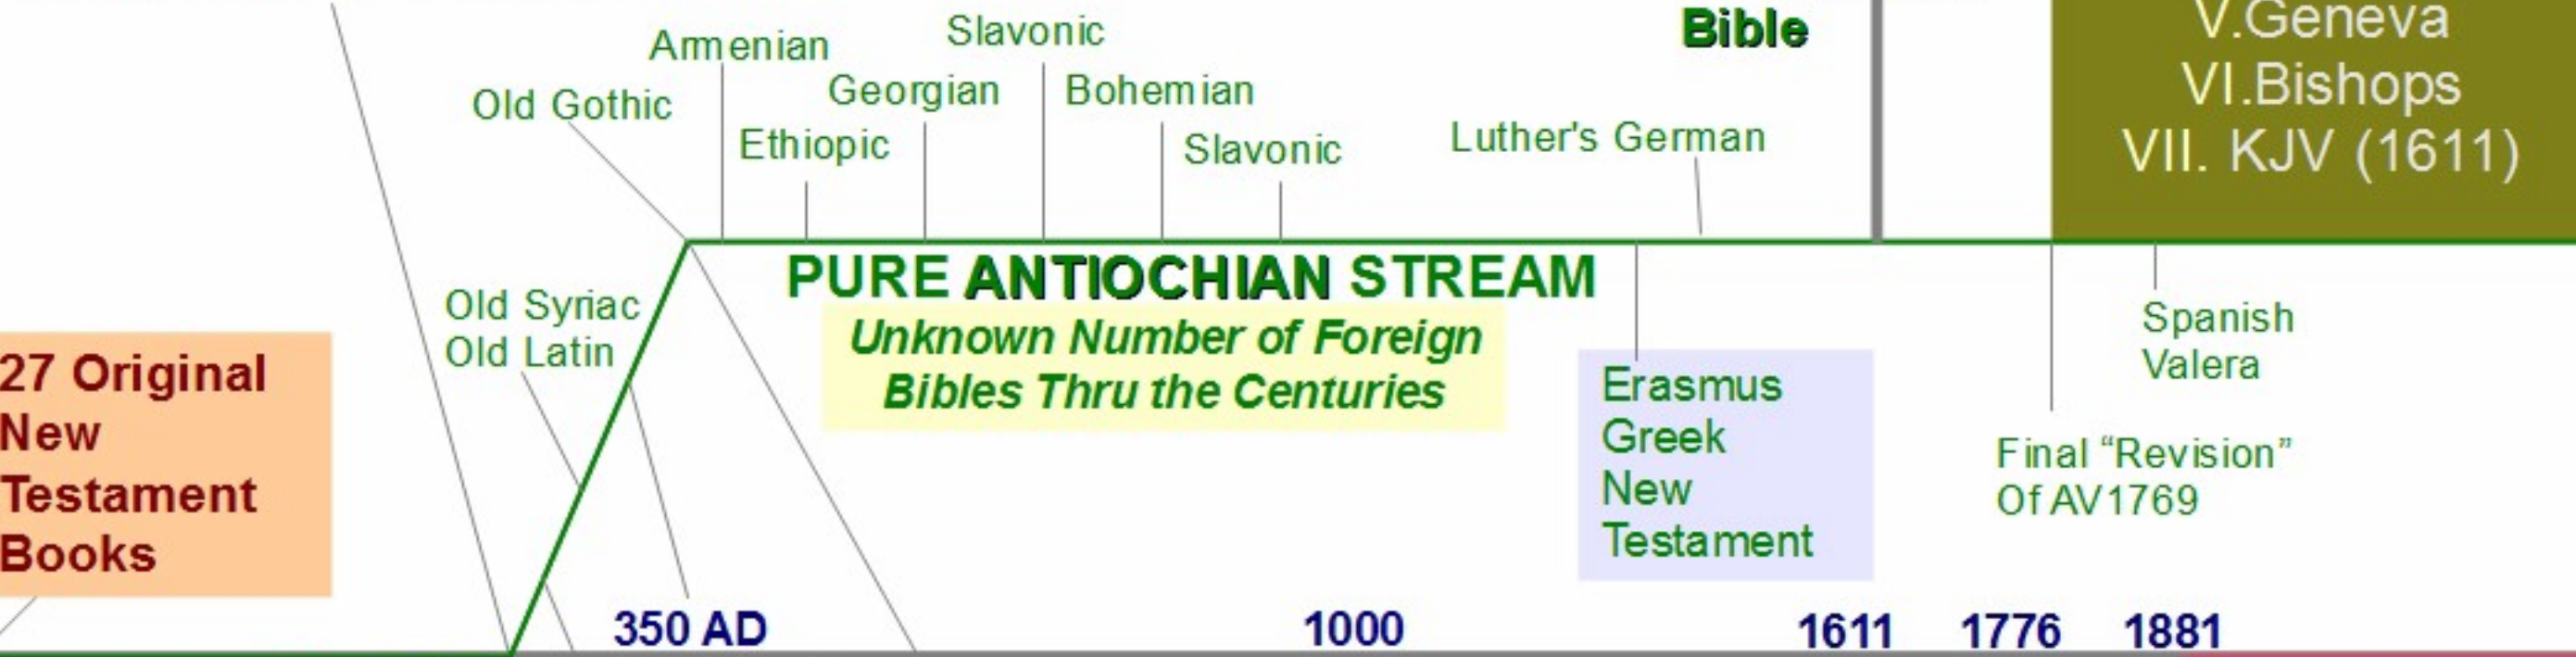 Slavonic
Bible
V.Geneva
Armenian
Georgian
Bohemian
VI.Bishops
Old Gothic
Ethiopic
Slavonic
Luther's German
VII. KJV (1611)
PURE ANTIOCHIAN STREAM
Unknown Number of Foreign
Bibles Thru the Centuries
Old Syriac
Old Latin
27 Original
New
Testament
Books
Erasmus
Greek
New
Testament
Spanish
Valera
Final “Revision”
Of AV1769
350 AD
1000
1611
1776
1881